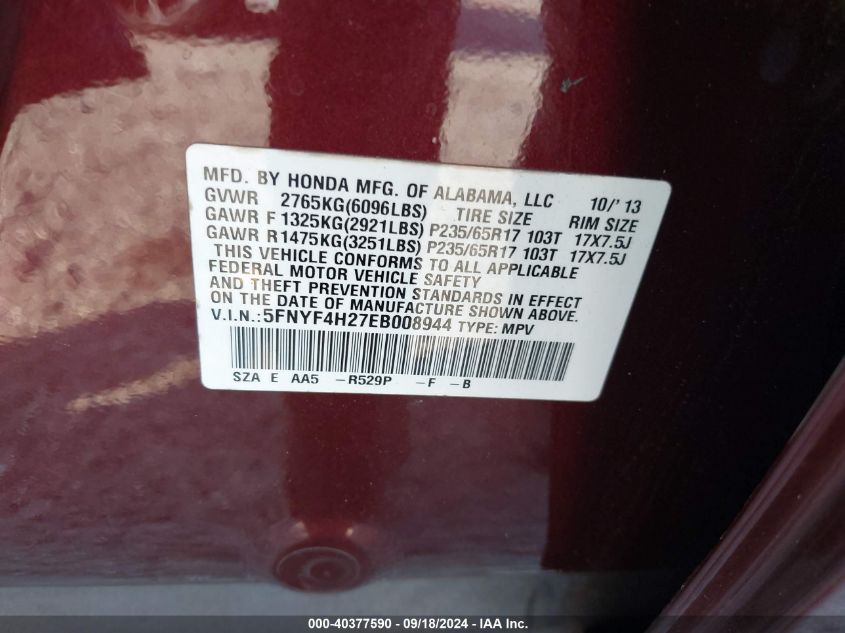 MFD. BY HONDA MFG. OF ALABAMA, LLC 10/'13
GVWR 2765KG(6096LBS) TIRE SIZE RIM SIZE
GAWR F 1325KG(2921LBS) P235/65R17 103T 17X7.5J
GAWR R 1475KG(3251LBS) P235/65R17 103T 17X7.5J
THIS VEHICLE CONFORMS TO ALL APPLICABLE
FEDERAL MOTOR VEHICLE SAFETY
AND THEFT PREVENTION STANDARDS IN EFFECT
ON THE DATE OF MANUFACTURE SHOWN ABOVE.
V.I.N.: 5FNYF4H27EB008944 TYPE: MPV
SZA E AA5 -R529P -F -B
000-40377590 - 09/18/2024 - IAA Inc.